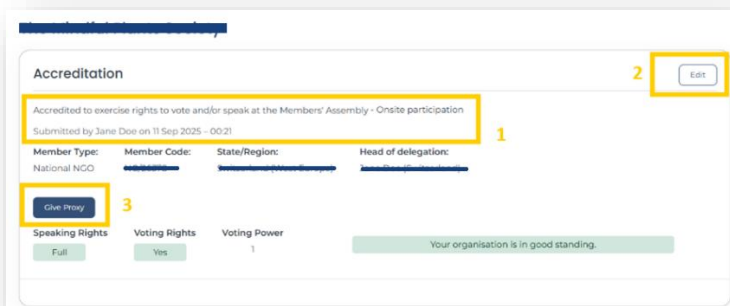 Accreditation
2
Edit
Accredited to exercise rights to vote and/or speak at the Members' Assembly - Onsite participation
Submitted by Jane Doe on 11 Sep 2025 - 00:21
1
Member Type: Member Code: State/Region: Head of delegation:
National NGO
Give Proxy
3
Speaking Rights Voting Rights Voting Power
Full Yes 1
Your organisation is in good standing.